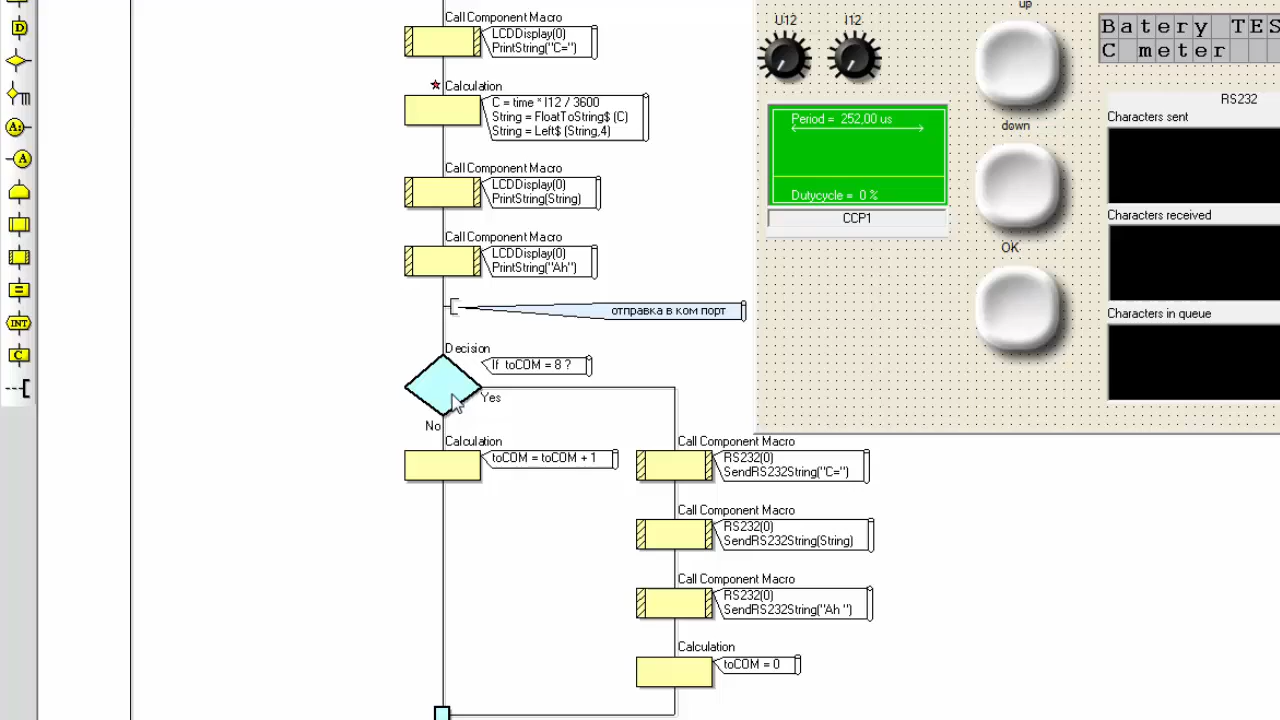 Call Component Macro
LCDDisplay(0)
PrintString("C=")
Calculation
C = time * I12 / 3600
String = FloatToString$ (C)
String = Left$ (String,4)
Call Component Macro
LCDDisplay(0)
PrintString(String)
Call Component Macro
LCDDisplay(0)
PrintString("Ah")
отправка в ком порт
Decision
If toCOM = 8 ?
Yes
No
Calculation
toCOM = toCOM + 1
Call Component Macro
RS232(0)
SendRS232String("C=")
Call Component Macro
RS232(0)
SendRS232String(String)
Call Component Macro
RS232(0)
SendRS232String("Ah ")
Calculation
toCOM = 0
D
A:
A
=
INT
C
U12
I12
up
Batery TES
C meter
Period = 252,00 us
Dutycycle = 0 %
CCP1
down
OK
RS232
Characters sent
Characters received
Characters in queue